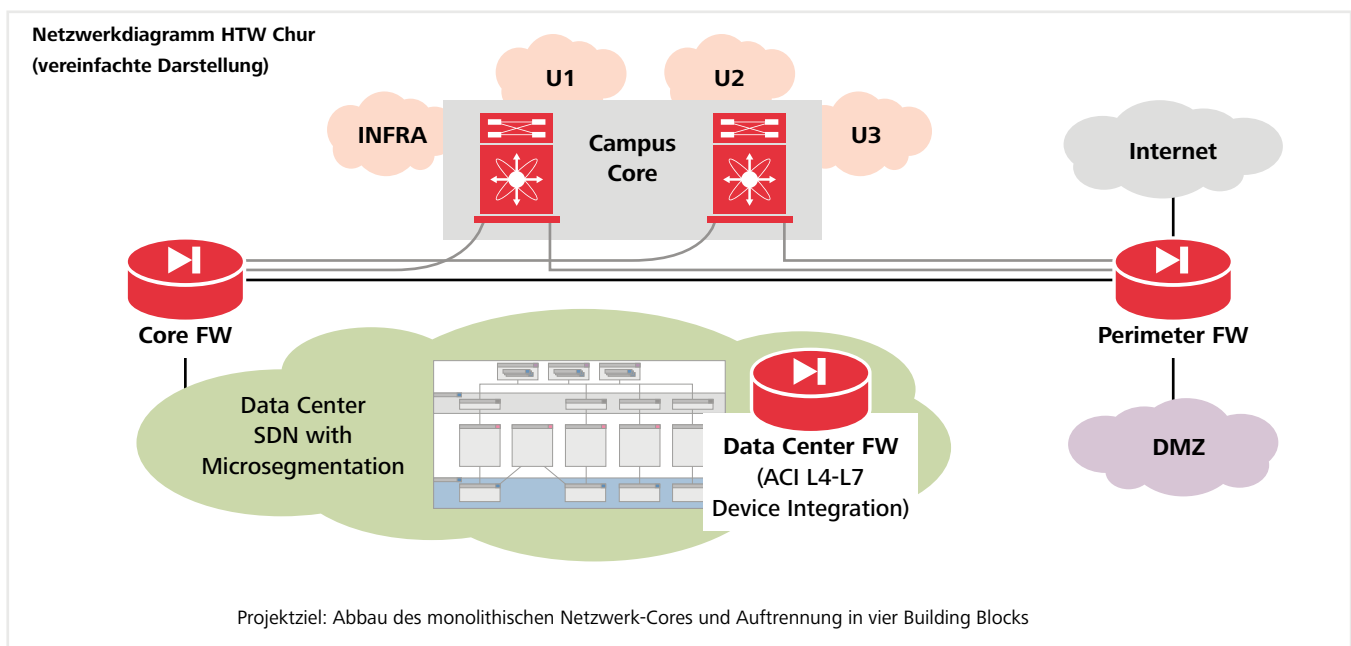 Netzwerkdiagramm HTW Chur
(vereinfachte Darstellung)
U1
U2
INFRA
Campus
Core
U3
Internet
Core FW
Perimeter FW
Data Center
SDN with
Microsegmentation
Data Center FW
(ACI L4-L7
Device Integration)
DMZ
Projektziel: Abbau des monolithischen Netzwerk-Cores und Auftrennung in vier Building Blocks